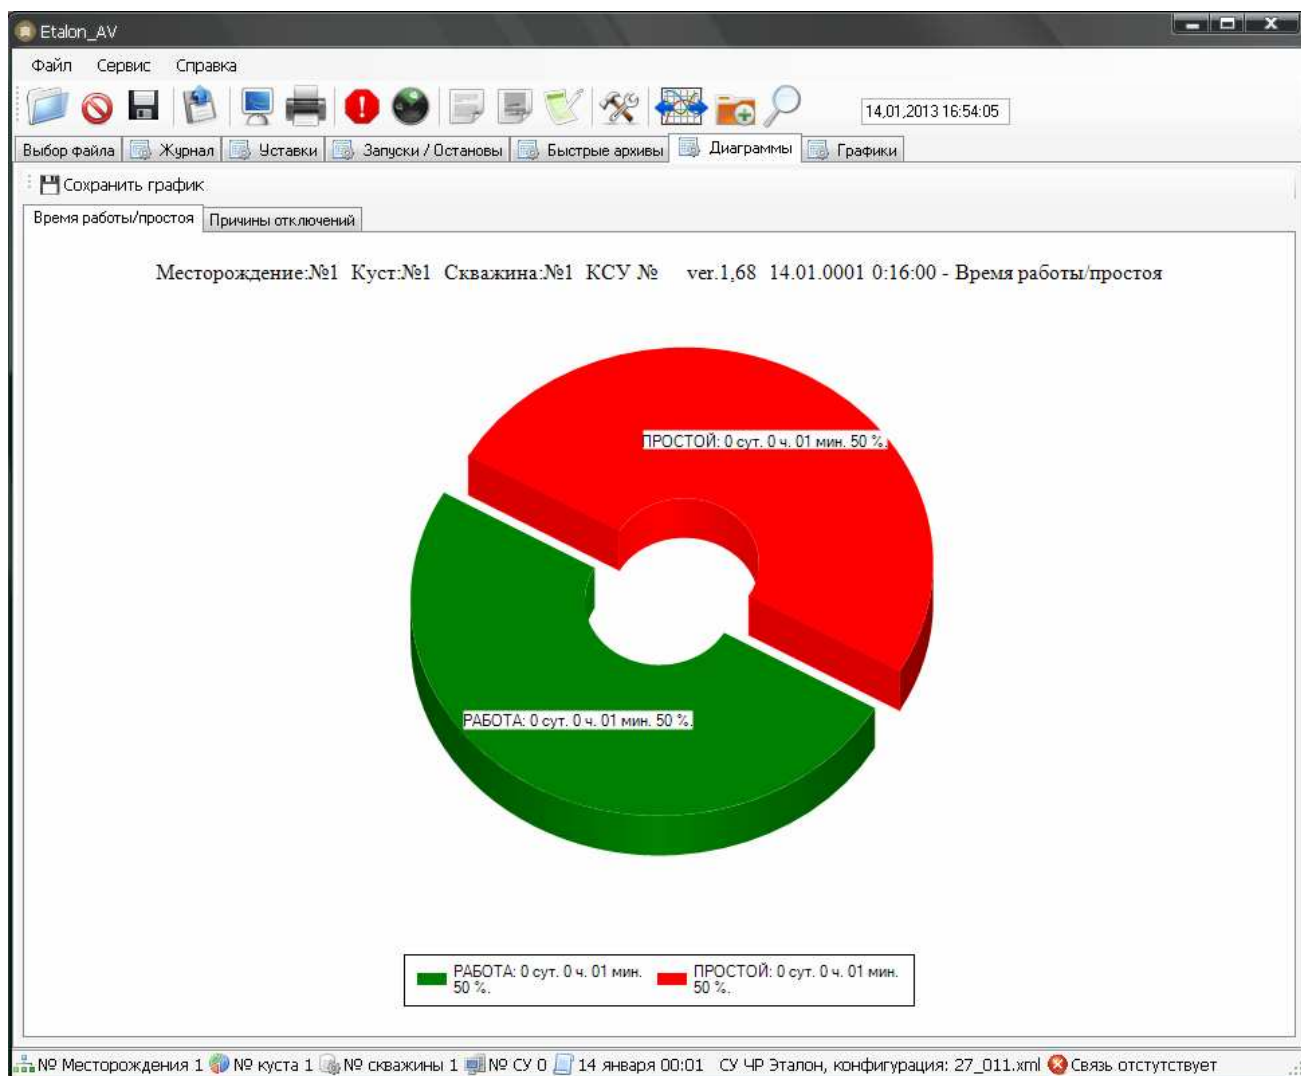 Etalon_AV
Файл Сервис Справка
14,01,2013 16:54:05
Выбор файла Журнал Уставки Запуски / Остановы Быстрые архивы Диаграммы Графики
Сохранить график
Время работы/простоя Причины отключений
Месторождение:№1 Куст:№1 Скважина:№1 КСУ № ver.1,68 14.01.0001 0:16:00 - Время работы/простоя
ПРОСТОЙ: 0 сут. 0 ч. 01 мин. 50 %.
РАБОТА: 0 сут. 0 ч. 01 мин. 50 %.
РАБОТА: 0 сут. 0 ч. 01 мин. 50 %.
ПРОСТОЙ: 0 сут. 0 ч. 01 мин. 50 %.
№ Месторождения 1 № куста 1 № скважины 1 № СУ 0 14 января 00:01 СУ ЧР Эталон, конфигурация: 27_011.xml Связь отстутствует